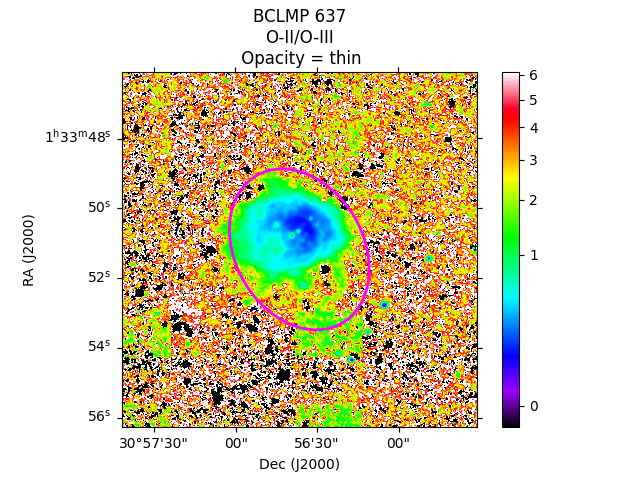 BCLMP 637
O-II/O-III
Opacity = thin
1ʰ33ᵐ48ˢ
50ˢ
52ˢ
54ˢ
56ˢ
RA (J2000)
30°57'30" 00" 56'30" 00"
Dec (J2000)
6
5
4
3
2
1
0